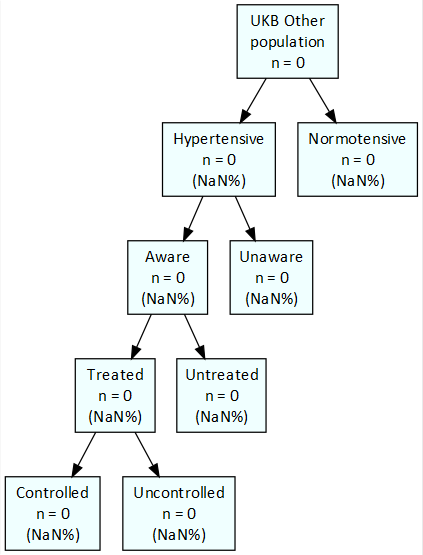 UKB Other
population
n = 0
Hypertensive
n = 0
(NaN%)
Normotensive
n = 0
(NaN%)
Aware
n = 0
(NaN%)
Unaware
n = 0
(NaN%)
Treated
n = 0
(NaN%)
Untreated
n = 0
(NaN%)
Controlled
n = 0
(NaN%)
Uncontrolled
n = 0
(NaN%)